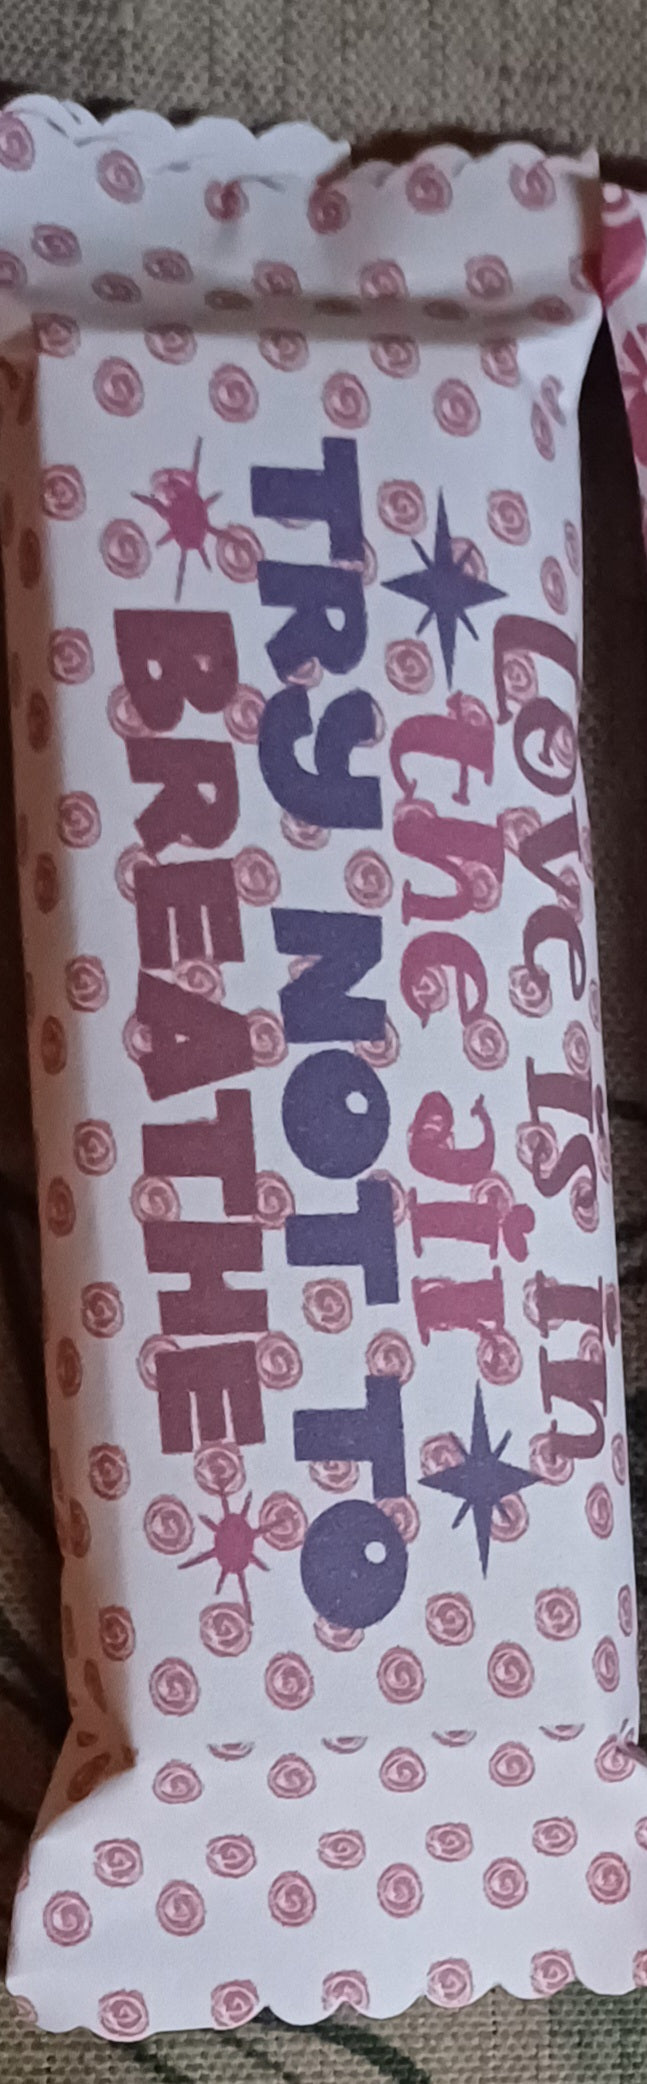 Love is in
the air
TRY NOT TO
BREATHE